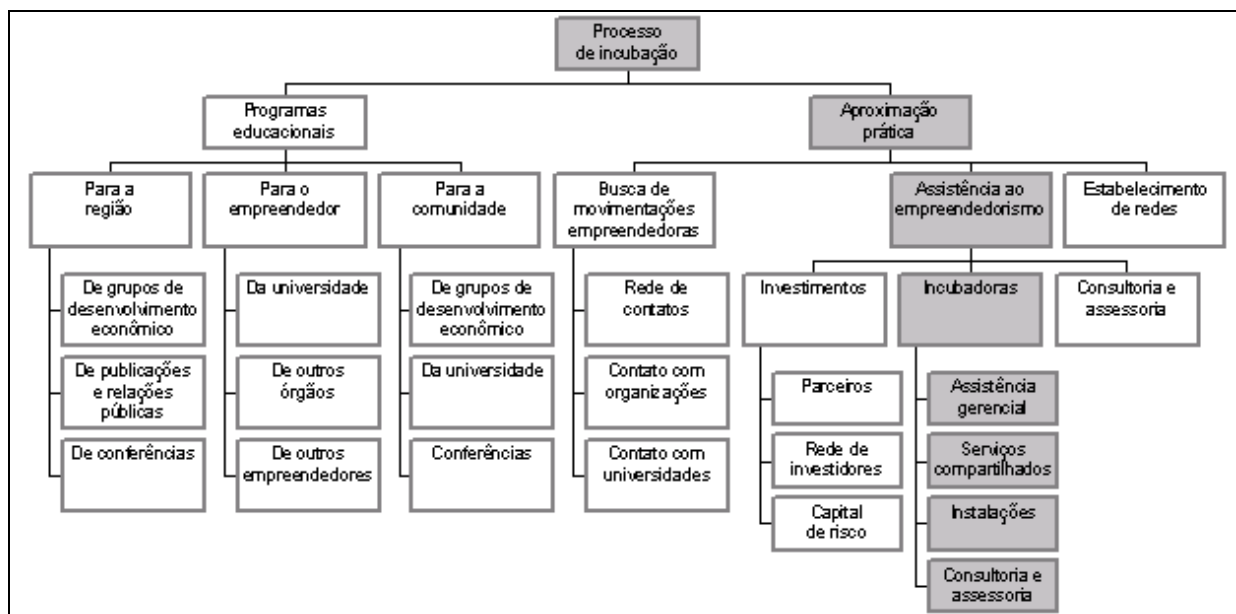 Processo
de incubação
Programas
educacionais
Aproximação
prática
Para a
região
Para o
empreendedor
Para a
comunidade
Busca de
movimentações
empreendedoras
Assistência ao
empreendedorismo
Estabelecimento
de redes
De grupos de
desenvolvimento
econômico
Da universidade
De grupos de
desenvolvimento
econômico
Rede de
contatos
Investimentos
Incubadoras
Consultoria e
assessoria
De publicações
e relações
públicas
De outros
órgãos
Da universidade
Contato com
organizações
Parceiros
Assistência
gerencial
De conferências
De outros
empreendedores
Conferências
Contato com
universidades
Rede de
investidores
Serviços
compartilhados
Capital
de risco
Instalações
Consultoria e
assessoria